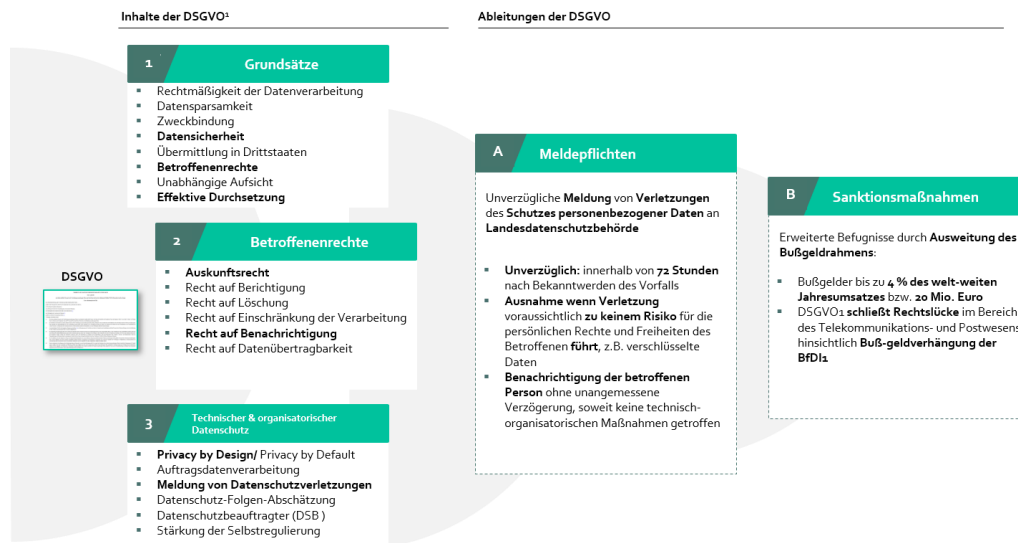 Inhalte der DSGVO¹
Ableitungen der DSGVO
1
Grundsätze
▪ Rechtmäßigkeit der Datenverarbeitung
▪ Datensparsamkeit
▪ Zweckbindung
▪ Datensicherheit
▪ Übermittlung in Drittstaaten
▪ Betroffenenrechte
▪ Unabhängige Aufsicht
▪ Effektive Durchsetzung
2
Betroffenenrechte
▪ Auskunftsrecht
▪ Recht auf Berichtigung
▪ Recht auf Löschung
▪ Recht auf Einschränkung der Verarbeitung
▪ Recht auf Benachrichtigung
▪ Recht auf Datenübertragbarkeit
DSGVO
3
Technischer & organisatorischer
Datenschutz
▪ Privacy by Design/ Privacy by Default
▪ Auftragsdatenverarbeitung
▪ Meldung von Datenschutzverletzungen
▪ Datenschutz-Folgen-Abschätzung
▪ Datenschutzbeauftragter (DSB )
▪ Stärkung der Selbstregulierung
A
Meldepflichten
Unverzügliche Meldung von Verletzungen
des Schutzes personenbezogener Daten an
Landesdatenschutzbehörde
▪ Unverzüglich: innerhalb von 72 Stunden
nach Bekanntwerden des Vorfalls
▪ Ausnahme wenn Verletzung
voraussichtlich zu keinem Risiko für die
persönlichen Rechte und Freiheiten des
Betroffenen führt, z.B. verschlüsselte
Daten
▪ Benachrichtigung der betroffenen
Person ohne unangemessene
Verzögerung, soweit keine technisch-
organisatorischen Maßnahmen getroffen
B
Sanktionsmaßnahmen
Erweiterte Befugnisse durch Ausweitung des
Bußgeldrahmens:
▪ Bußgelder bis zu 4 % des welt-weiten
Jahresumsatzes bzw. 20 Mio. Euro
▪ DSGVO1 schließt Rechtslücke im Bereich
des Telekommunikations- und Postwesens
hinsichtlich Buß-geldverhängung der
BfDI1